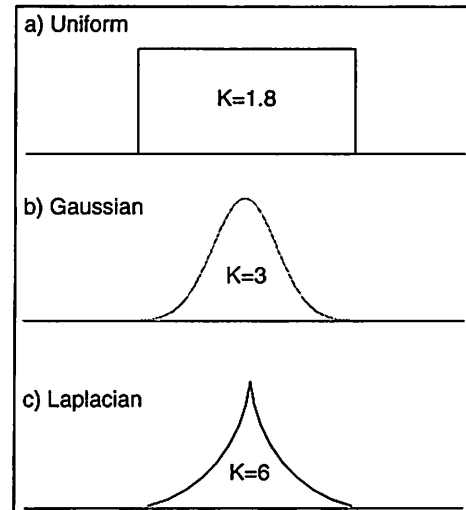 a) Uniform
K=1.8
b) Gaussian
K=3
c) Laplacian
K=6